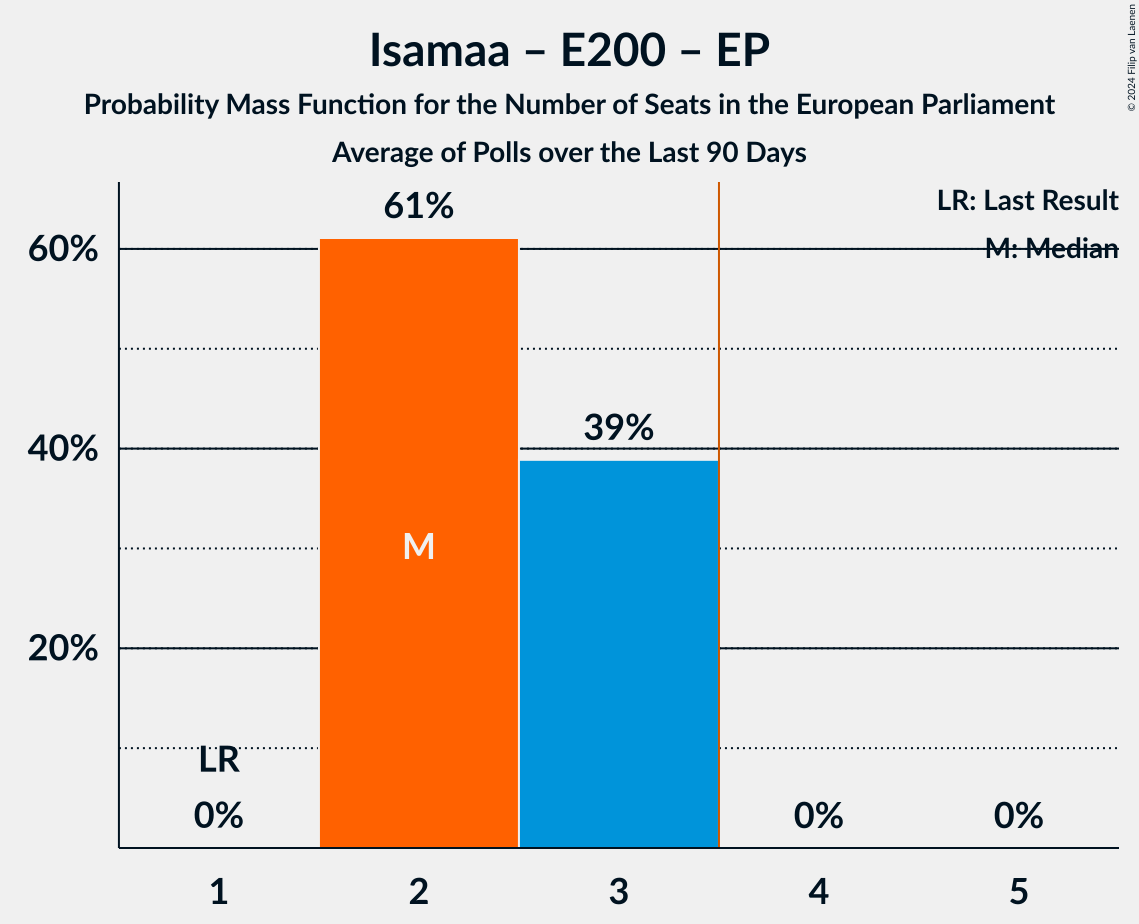 Isamaa – E200 – EP
Probability Mass Function for the Number of Seats in the European Parliament
Average of Polls over the Last 90 Days
© 2024 Filip van Laenen
LR: Last Result
M: Median
61%
60%
39%
40%
M
20%
LR
0%
0%
0%
1
2
3
4
5